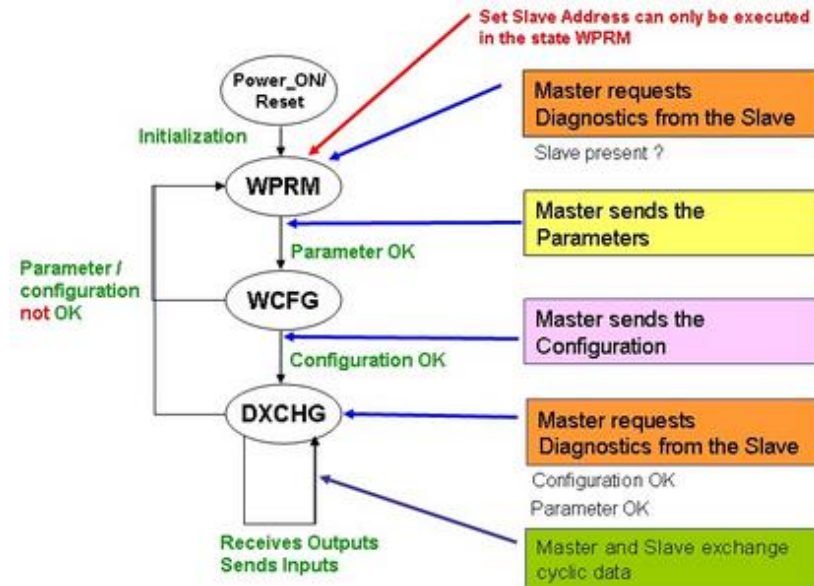 Set Slave Address can only be executed
in the state WPRM
Power_ON/
Reset
Master requests
Diagnostics from the Slave
Slave present ?
Initialization
WPRM
Master sends the
Parameters
Parameter OK
Parameter /
configuration
not OK
WCFG
Master sends the
Configuration
Configuration OK
DXCHG
Master requests
Diagnostics from the Slave
Configuration OK
Parameter OK
Receives Outputs
Sends Inputs
Master and Slave exchange
cyclic data